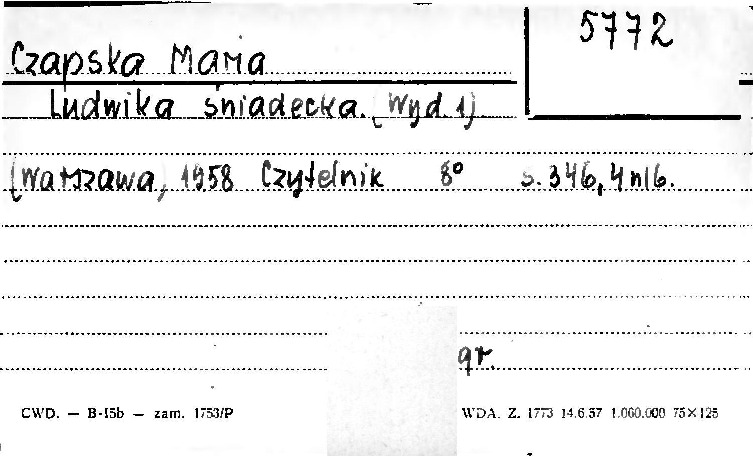 5772
Czapska Maria
Ludwika Śniadecka. [Wyd. 1]
[Warszawa, 1958 Czytelnik 8° s. 346, 4 nlb.
gr.
CWD. — B-15b — zam. 1753/P WDA. Z. 1773 14.6.57 1.000.000 75×125